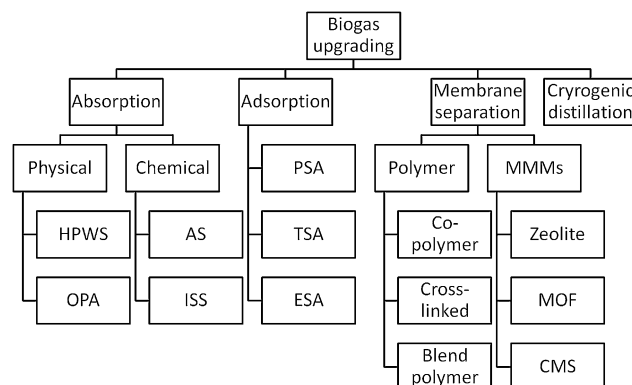 Biogas
upgrading
Absorption
Adsorption
Membrane
separation
Cryrogenic
distillation
Physical
Chemical
PSA
Polymer
MMMs
HPWS
AS
TSA
Co-
polymer
Zeolite
OPA
ISS
ESA
Cross-
linked
MOF
Blend
polymer
CMS